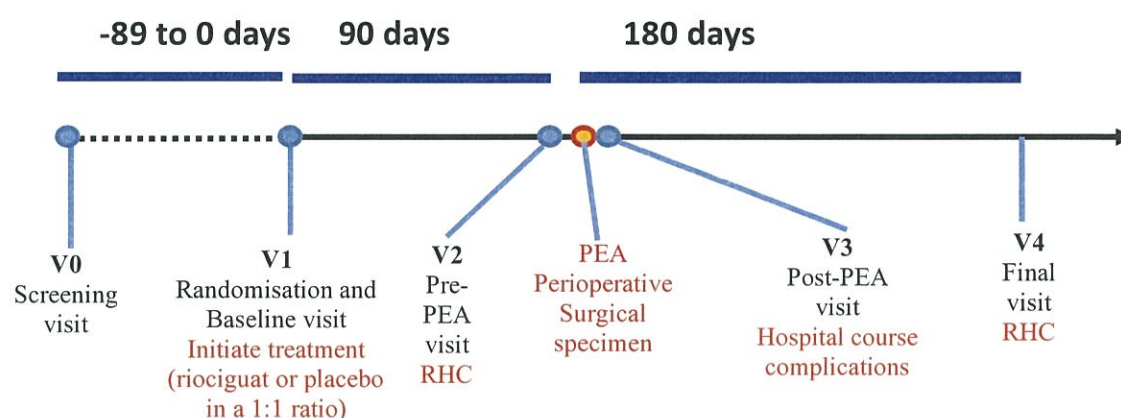 -89 to 0 days
90 days
180 days
V0
Screening
visit
V1
Randomisation and
Baseline visit
Initiate treatment
(riociguat or placebo
in a 1:1 ratio)
V2
Pre-
PEA
visit
RHC
PEA
Perioperative
Surgical
specimen
V3
Post-PEA
visit
Hospital course
complications
V4
Final
visit
RHC